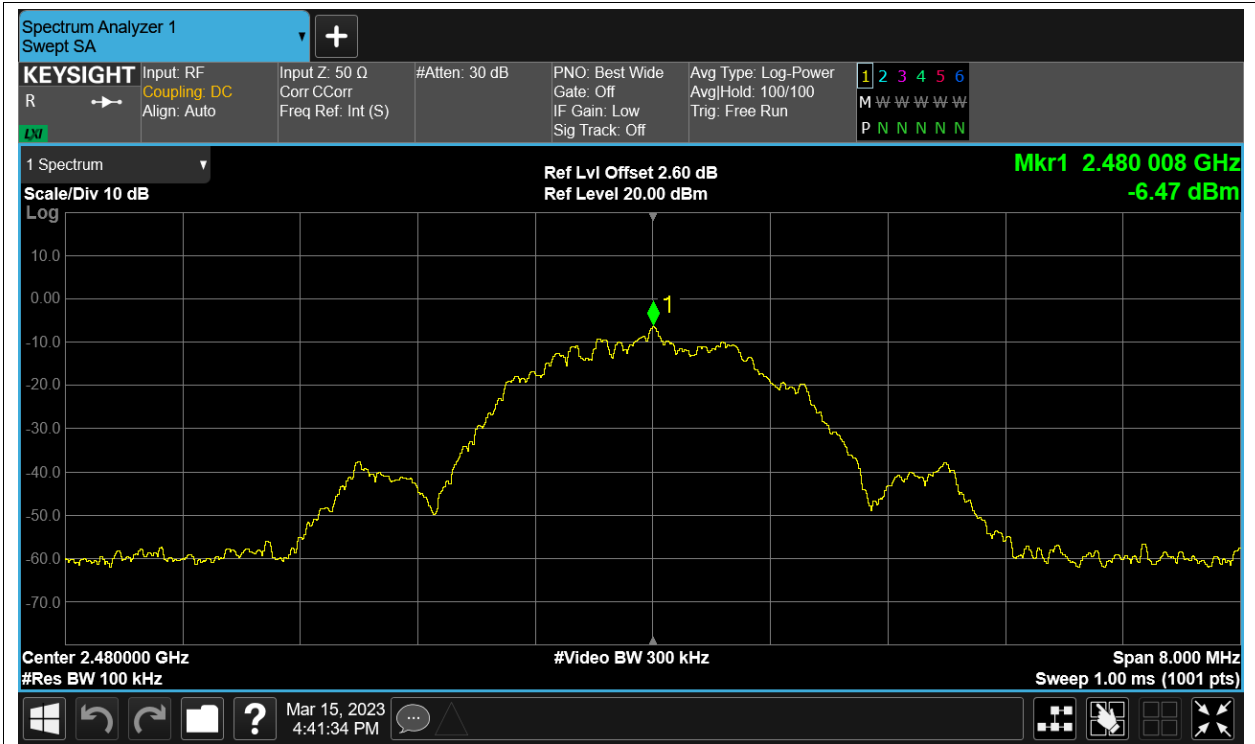 Spectrum Analyzer 1
Swept SA
KEYSIGHT
R
LXI
Input: RF
Coupling: DC
Align: Auto
Input Z: 50 Ω
Corr CCorr
Freq Ref: Int (S)
#Atten: 30 dB
PNO: Best Wide
Gate: Off
IF Gain: Low
Sig Track: Off
Avg Type: Log-Power
Avg|Hold: 100/100
Trig: Free Run
1 2 3 4 5 6
M W W W W W
P N N N N N
1 Spectrum
Scale/Div 10 dB
Log
Ref Lvl Offset 2.60 dB
Ref Level 20.00 dBm
Mkr1 2.480 008 GHz
-6.47 dBm
10.0
0.00
1
-10.0
-20.0
-30.0
-40.0
-50.0
-60.0
-70.0
Center 2.480000 GHz
#Video BW 300 kHz
Span 8.000 MHz
#Res BW 100 kHz
Sweep 1.00 ms (1001 pts)
?
Mar 15, 2023
4:41:34 PM